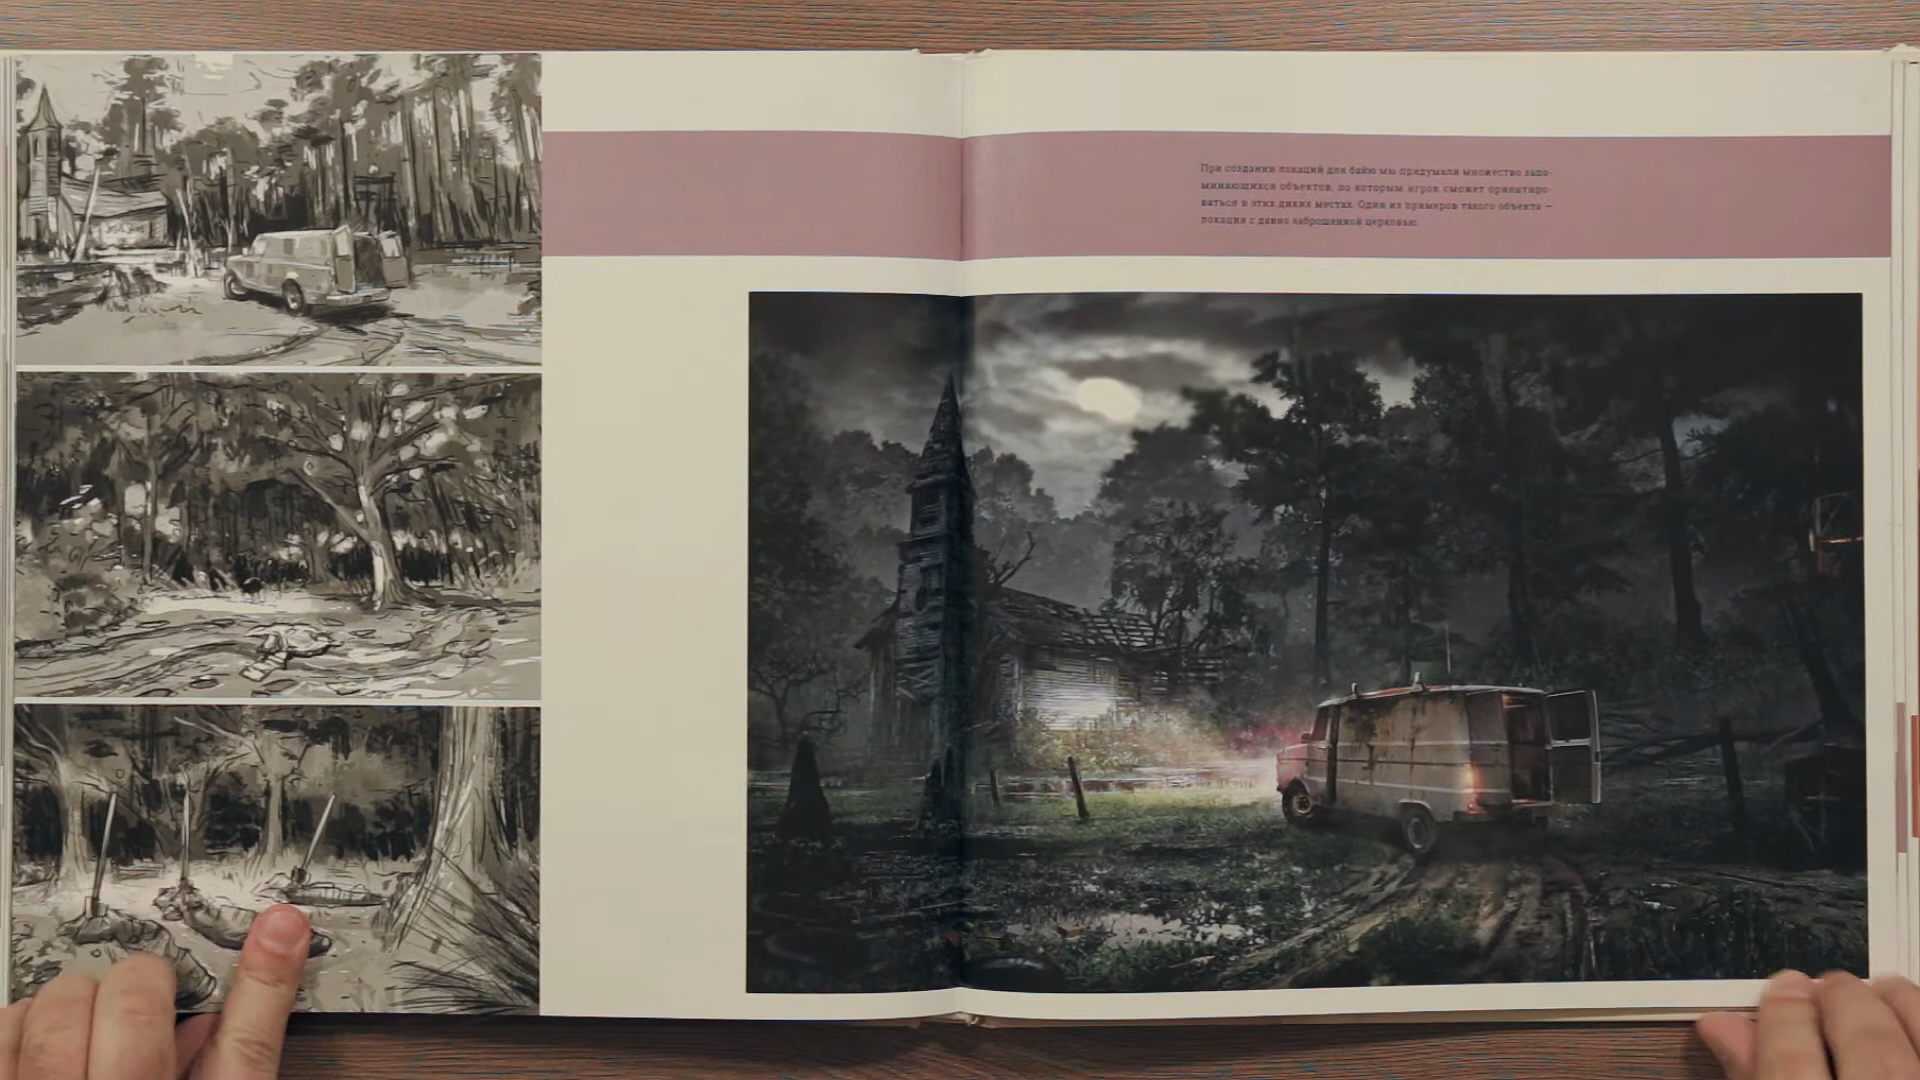 При создании локаций для байю мы придумали множество запо-
минающихся объектов, по которым игрок сможет ориентиро-
ваться в этих диких местах. Один из примеров такого объекта —
локация с давно заброшенной церковью.